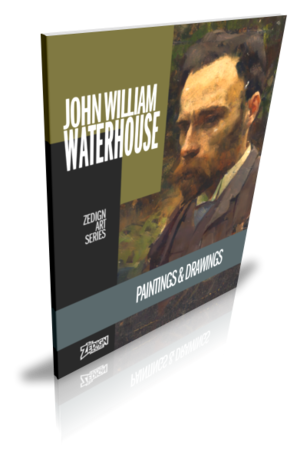 JOHN WILLIAM
WATERHOUSE
ZEDIGN
ART
SERIES
PAINTINGS & DRAWINGS
ZEDIGN